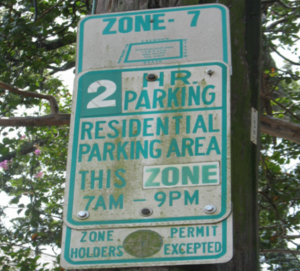 ZONE- 7
2 HR.
PARKING
RESIDENTIAL
PARKING AREA
THIS ZONE
7AM - 9PM
ZONE PERMIT
HOLDERS EXCEPTED